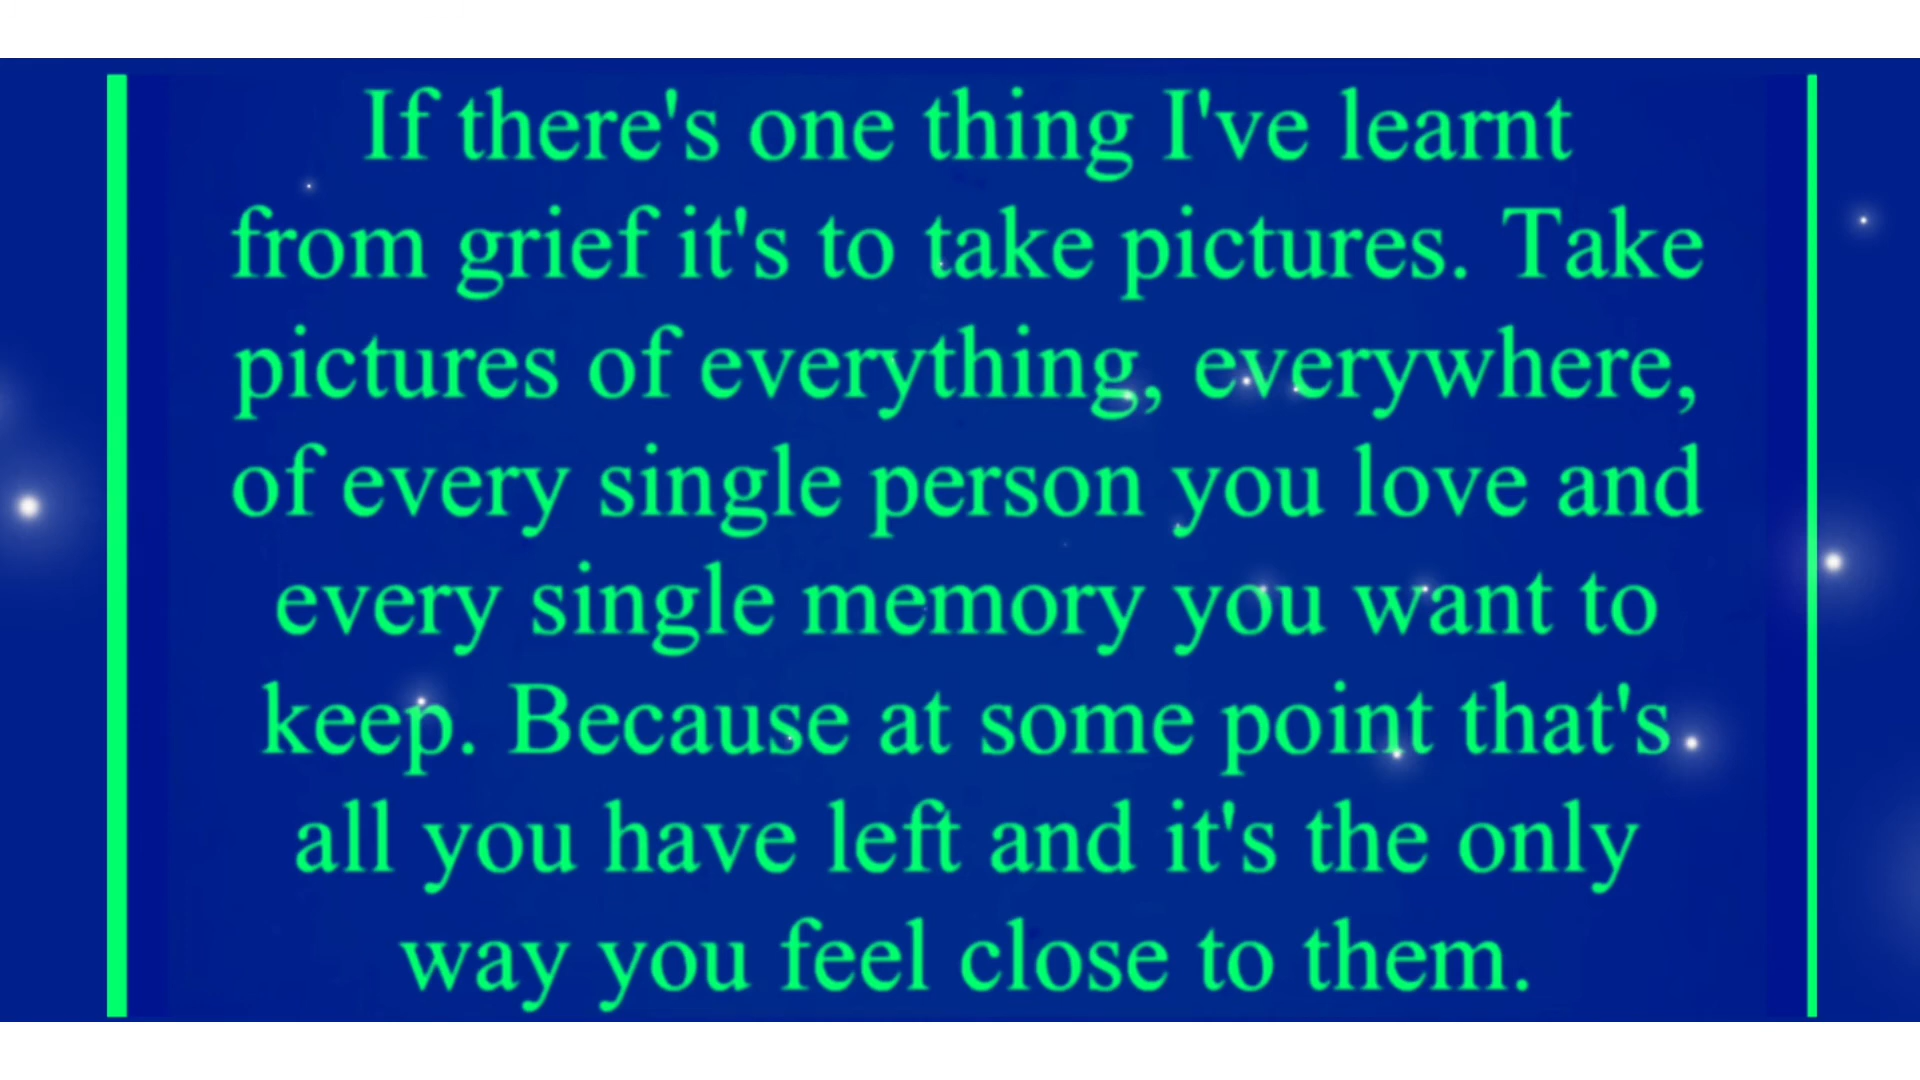 If there's one thing I've learnt
from grief it's to take pictures. Take
pictures of everything, everywhere,
of every single person you love and
every single memory you want to
keep. Because at some point that's
all you have left and it's the only
way you feel close to them.